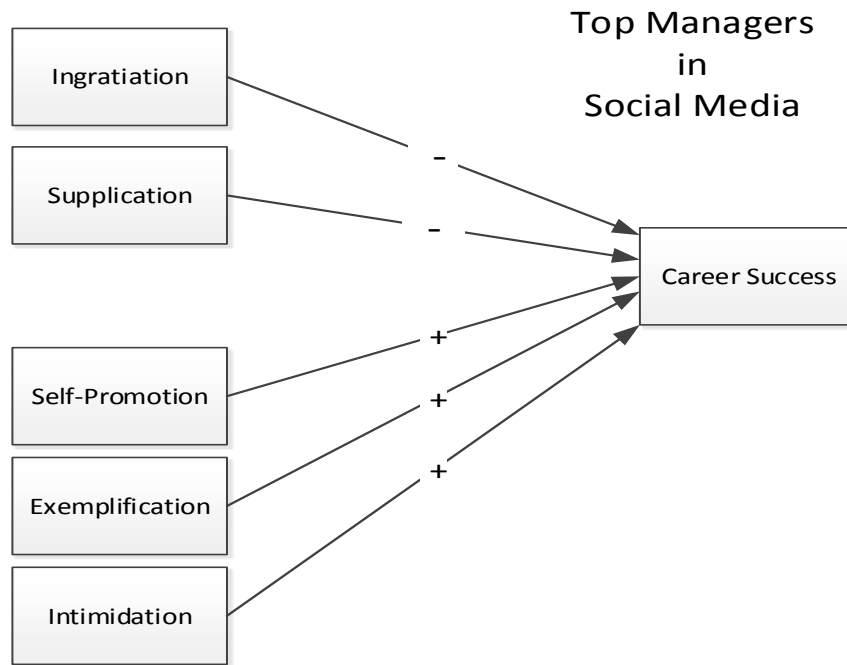 Top Managers
in
Social Media
Ingratiation
-
Supplication
-
Career Success
Self-Promotion
+
Exemplification
+
Intimidation
+